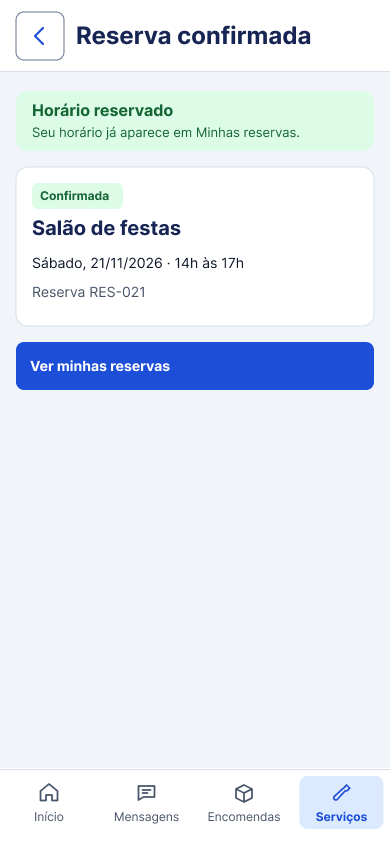 Reserva confirmada
Horário reservado
Seu horário já aparece em Minhas reservas.
Confirmada
Salão de festas
Sábado, 21/11/2026 · 14h às 17h
Reserva RES-021
Ver minhas reservas
Início
Mensagens
Encomendas
Serviços